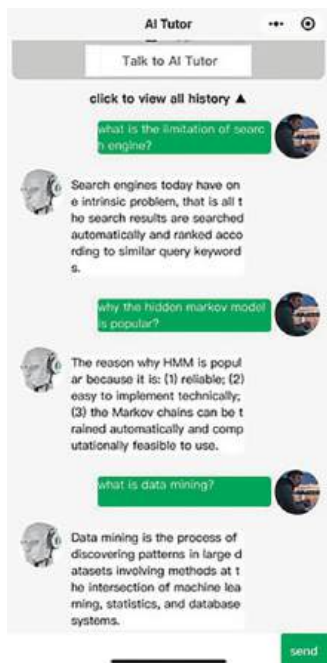 AI Tutor
Talk to AI Tutor
click to view all history ▲
what is the limitation of searc
h engine?
Search engines today have on
e intrinsic problem, that is all t
he search results are searched
automatically and ranked acco
rding to similar query keyword
s.
why the hidden markov model
is popular?
The reason why HMM is popul
ar because it is: (1) reliable; (2)
easy to implement technically;
(3) the Markov chains can be t
rained automatically and comp
utationally feasible to use.
what is data mining?
Data mining is the process of
discovering patterns in large d
atasets involving methods at t
he intersection of machine lea
rning, statistics, and database
systems.
send